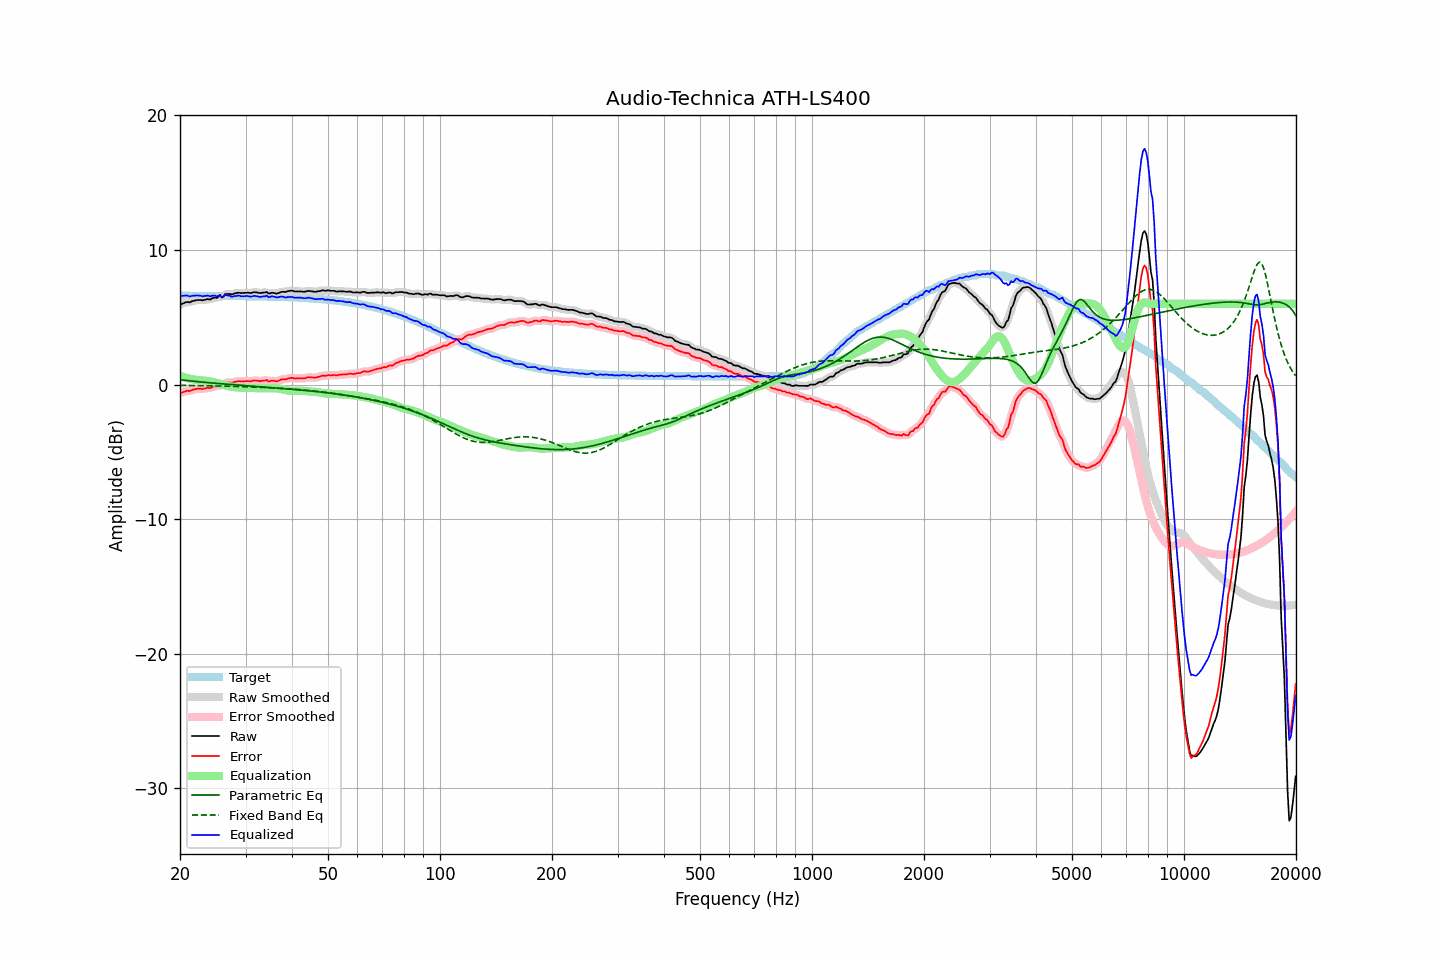 Audio-Technica ATH-LS400
20
10
0
−10
−20
−30
Amplitude (dBr)
Target
Raw Smoothed
Error Smoothed
Raw
Error
Equalization
Parametric Eq
Fixed Band Eq
Equalized
20 50 100 200 500 1000 2000 5000 10000 20000
Frequency (Hz)